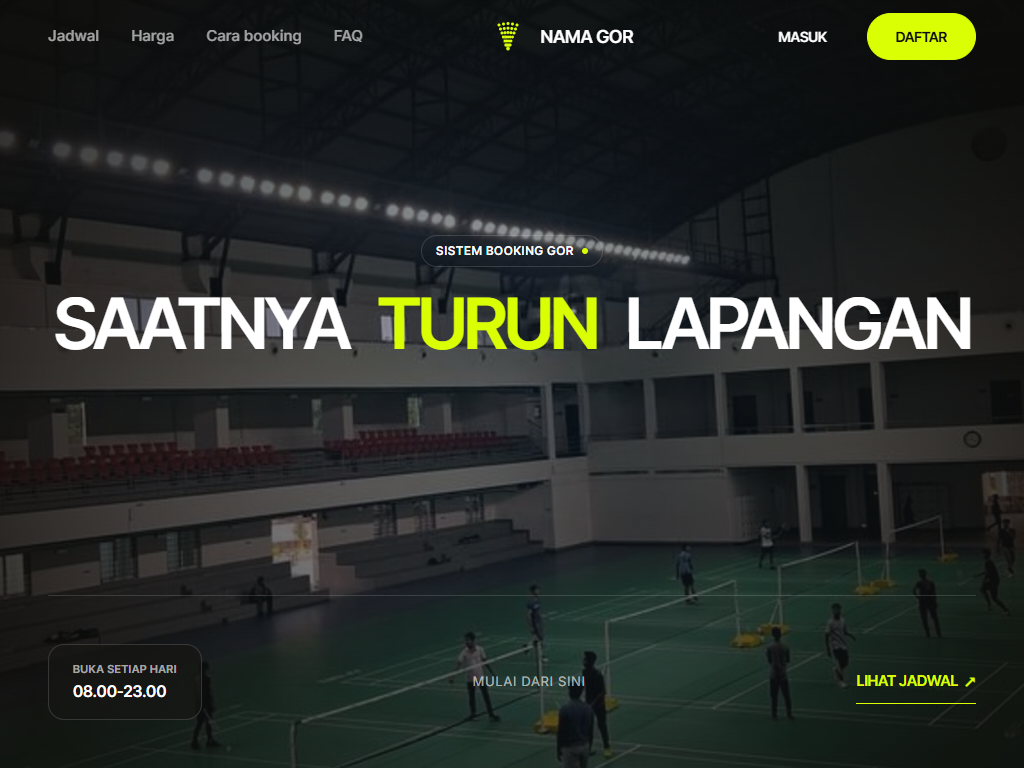 Jadwal Harga Cara booking FAQ NAMA GOR MASUK DAFTAR
SISTEM BOOKING GOR
SAATNYA TURUN LAPANGAN
BUKA SETIAP HARI
08.00-23.00
MULAI DARI SINI
LIHAT JADWAL ↗